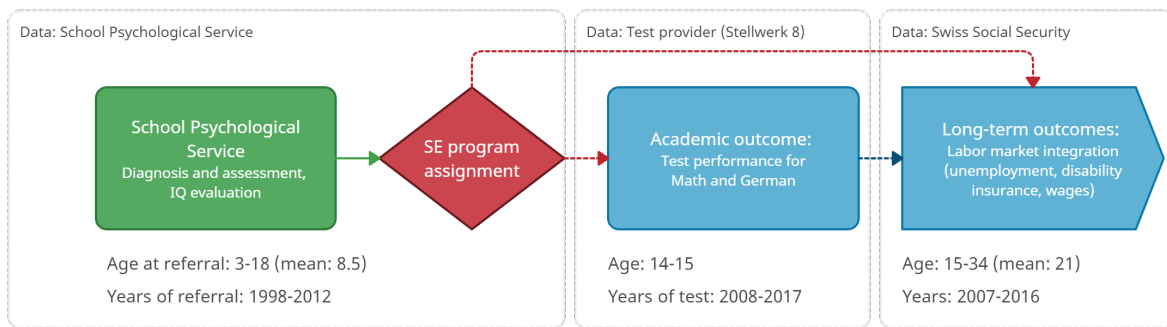 Data: School Psychological Service
Data: Test provider (Stellwerk 8)
Data: Swiss Social Security
School Psychological
Service
Diagnosis and assessment,
IQ evaluation
SE program
assignment
Academic outcome:
Test performance for
Math and German
Long-term outcomes:
Labor market integration
(unemployment, disability
insurance, wages)
Age at referral: 3-18 (mean: 8.5)
Years of referral: 1998-2012
Age: 14-15
Years of test: 2008-2017
Age: 15-34 (mean: 21)
Years: 2007-2016